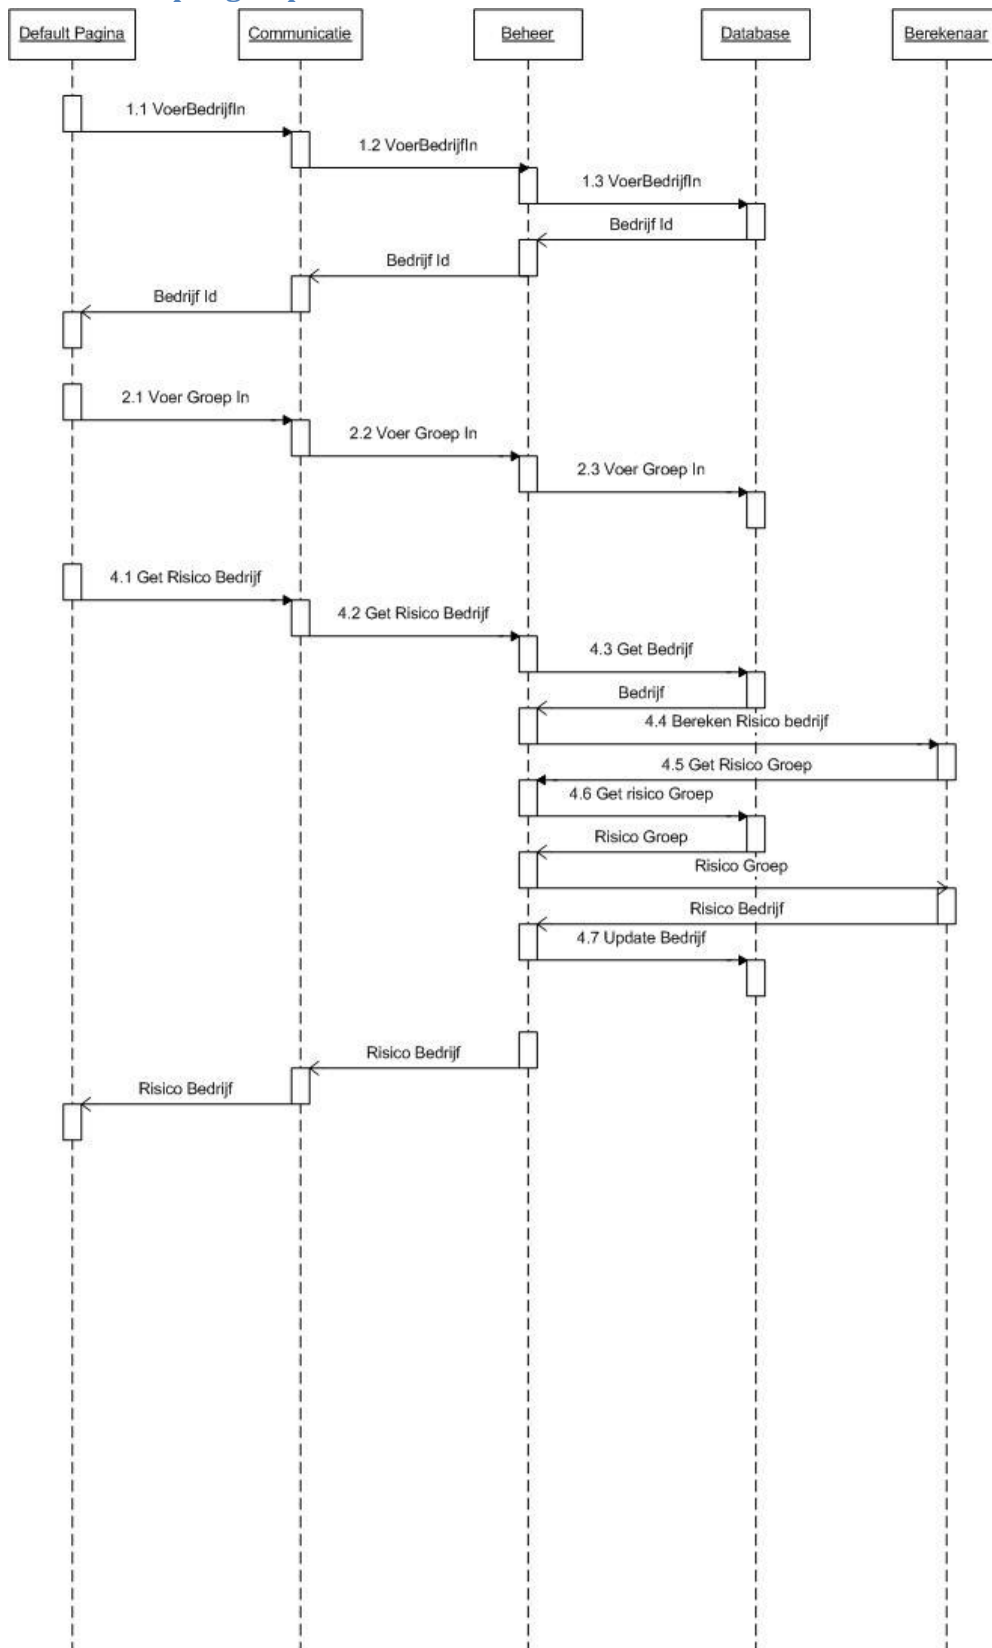 Default Pagina
Communicatie
Beheer
Database
Berekenaar
1.1 VoerBedrijfIn
1.2 VoerBedrijfIn
1.3 VoerBedrijfIn
Bedrijf Id
Bedrijf Id
Bedrijf Id
2.1 Voer Groep In
2.2 Voer Groep In
2.3 Voer Groep In
4.1 Get Risico Bedrijf
4.2 Get Risico Bedrijf
4.3 Get Bedrijf
Bedrijf
4.4 Bereken Risico bedrijf
4.5 Get Risico Groep
4.6 Get risico Groep
Risico Groep
Risico Groep
Risico Bedrijf
4.7 Update Bedrijf
Risico Bedrijf
Risico Bedrijf